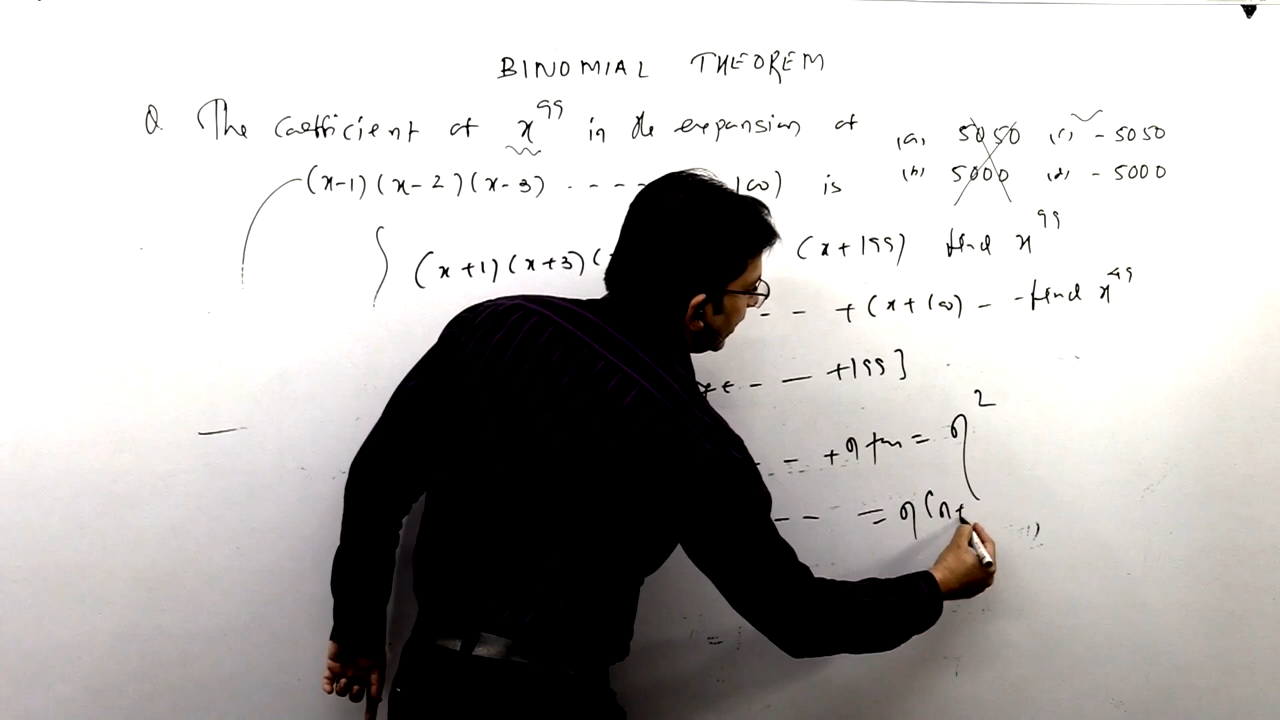 BINOMIAL THEOREM
Q The Coefficient of x^99 in the expansion of
(a) 5050 (c) - 5050
(x-1)(x-2)(x-3) - - - - 100) is
(b) 5000 (d) - 5000
(x+1)(x+3)( (x+199) find x^99
- - + (x+100) - - find x^99
- - - +199]
- - + n = n^2
- - - = n(n+